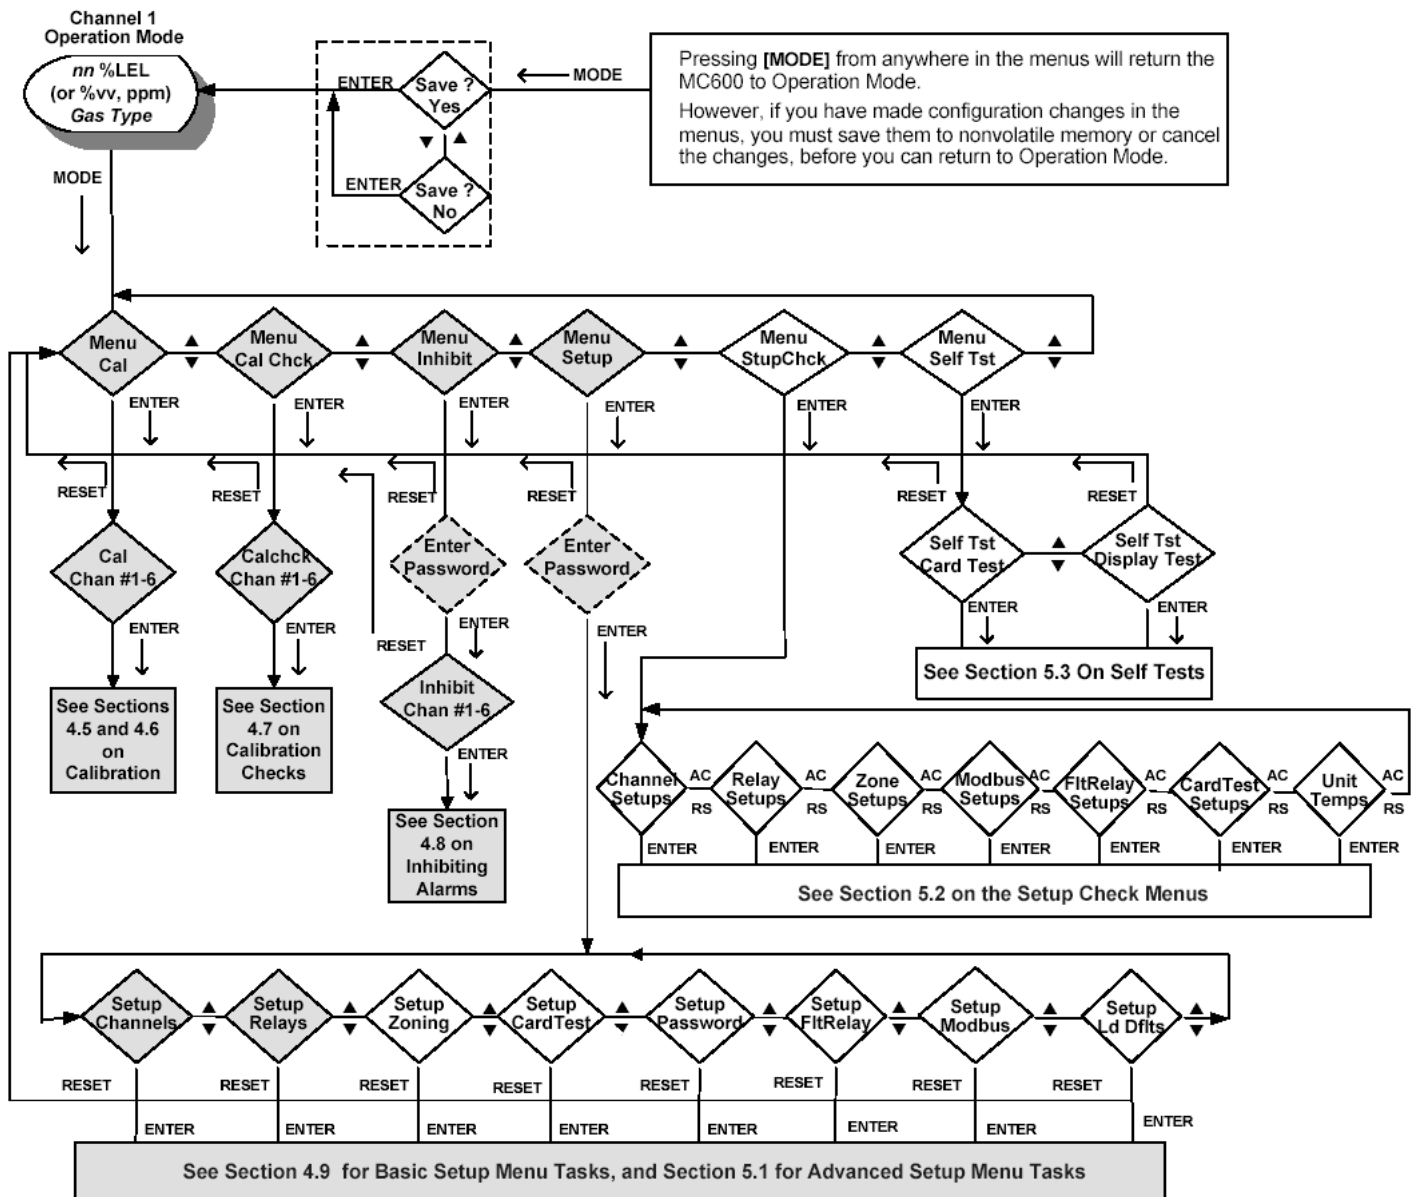 Channel 1
Operation Mode
nn %LEL
(or %vv, ppm)
Gas Type
MODE
ENTER
Save ?
Yes
ENTER
Save ?
No
MODE
Pressing [MODE] from anywhere in the menus will return the
MC600 to Operation Mode.
However, if you have made configuration changes in the
menus, you must save them to nonvolatile memory or cancel
the changes, before you can return to Operation Mode.
Menu
Cal
Menu
Cal Chck
Menu
Inhibit
Menu
Setup
Menu
StupChck
Menu
Self Tst
ENTER
ENTER
ENTER
ENTER
ENTER
ENTER
RESET
RESET
RESET
RESET
RESET
RESET
Cal
Chan #1-6
Calchck
Chan #1-6
Enter
Password
Enter
Password
Self Tst
Card Test
Self Tst
Display Test
ENTER
ENTER
RESET
ENTER
ENTER
ENTER
ENTER
See Section 5.3 On Self Tests
Inhibit
Chan #1-6
ENTER
See Sections
4.5 and 4.6
on
Calibration
See Section
4.7 on
Calibration
Checks
See Section
4.8 on
Inhibiting
Alarms
Channel
Setups
AC
RS
Relay
Setups
AC
RS
Zone
Setups
AC
RS
Modbus
Setups
AC
RS
FltRelay
Setups
AC
RS
CardTest
Setups
AC
RS
Unit
Temps
AC
RS
ENTER
ENTER
ENTER
ENTER
ENTER
ENTER
ENTER
See Section 5.2 on the Setup Check Menus
Setup
Channels
Setup
Relays
Setup
Zoning
Setup
CardTest
Setup
Password
Setup
FltRelay
Setup
Modbus
Setup
Ld Dflts
RESET
RESET
RESET
RESET
RESET
RESET
RESET
RESET
ENTER
ENTER
ENTER
ENTER
ENTER
ENTER
ENTER
ENTER
See Section 4.9 for Basic Setup Menu Tasks, and Section 5.1 for Advanced Setup Menu Tasks